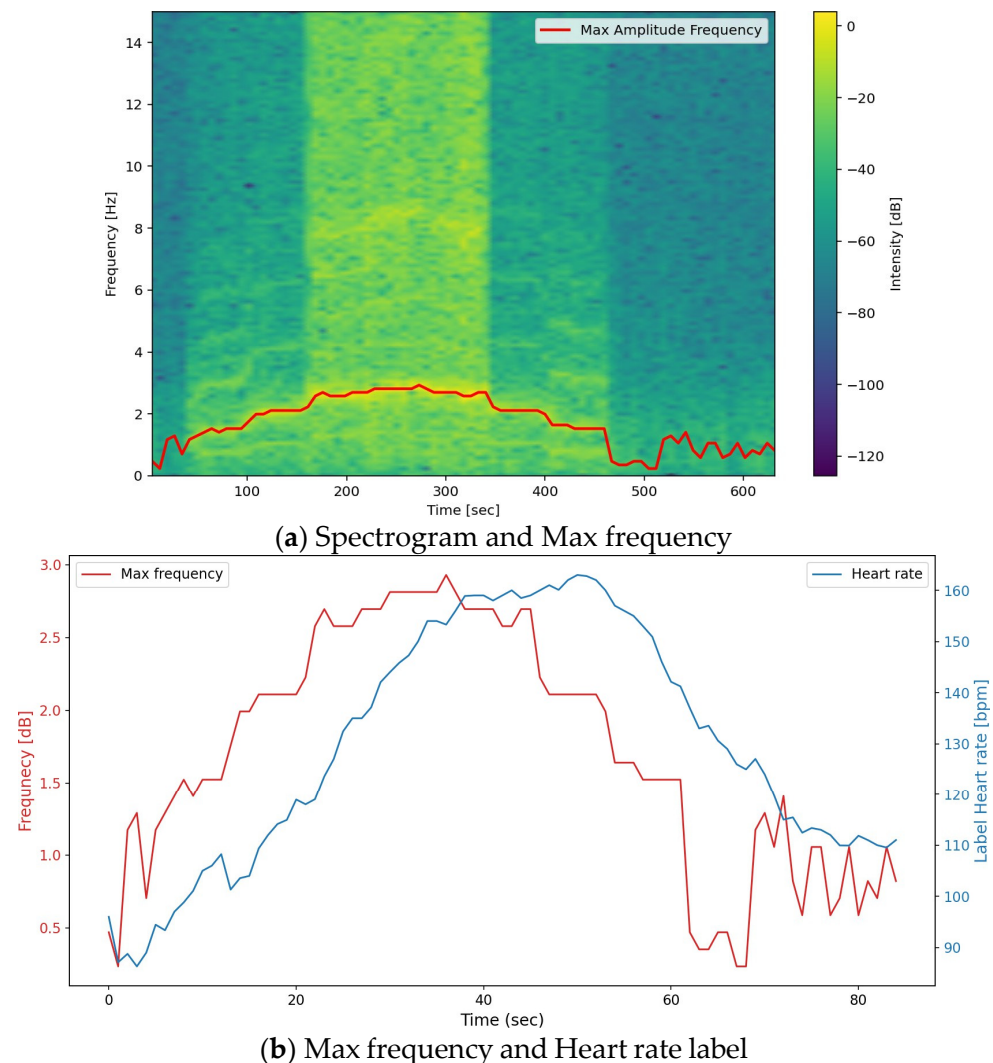 Max Amplitude Frequency
14
12
10
8
6
4
2
0
Frequency [Hz]
100 200 300 400 500 600
Time [sec]
0
−20
−40
−60
−80
−100
−120
Intensity [dB]
(a) Spectrogram and Max frequency
Max frequency
Heart rate
3.0
2.5
2.0
1.5
1.0
0.5
Frequnecy [dB]
160
150
140
130
120
110
100
90
Label Heart rate [bpm]
0 20 40 60 80
Time (sec)
(b) Max frequency and Heart rate label